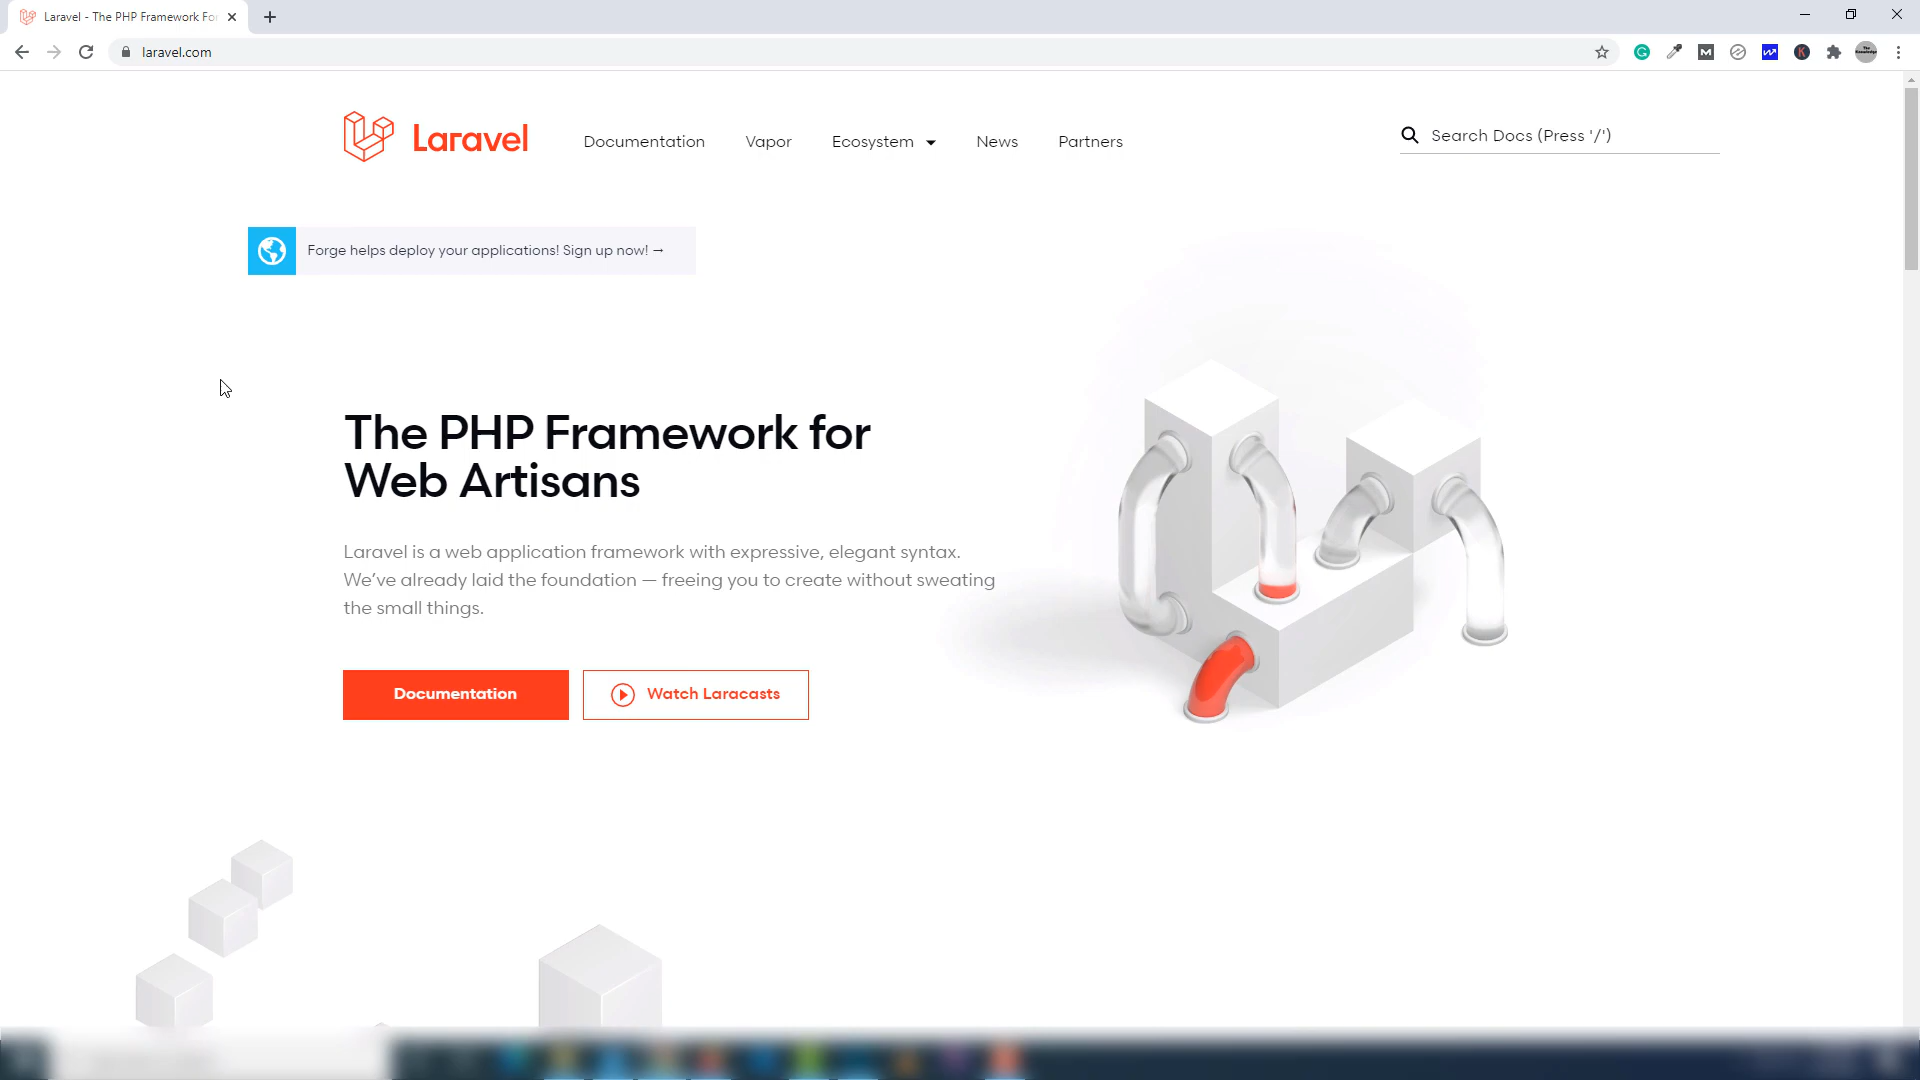 Laravel - The PHP Framework For
laravel.com
Laravel
Documentation
Vapor
Ecosystem
News
Partners
Search Docs (Press '/')
Forge helps deploy your applications! Sign up now! →
The PHP Framework for
Web Artisans
Laravel is a web application framework with expressive, elegant syntax.
We’ve already laid the foundation — freeing you to create without sweating
the small things.
Documentation
Watch Laracasts